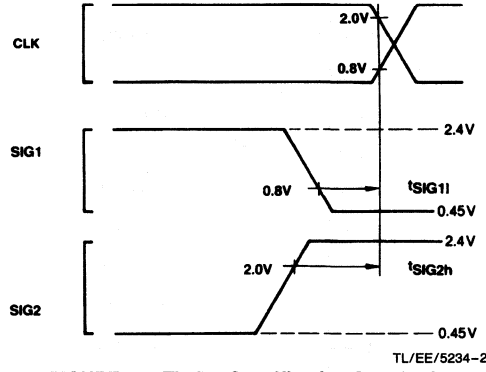 2.0V
CLK
0.8V
2.4V
SIG1
0.8V
tSIG1l
0.45V
2.4V
2.0V
tSIG2h
SIG2
0.45V
TL/EE/5234-2